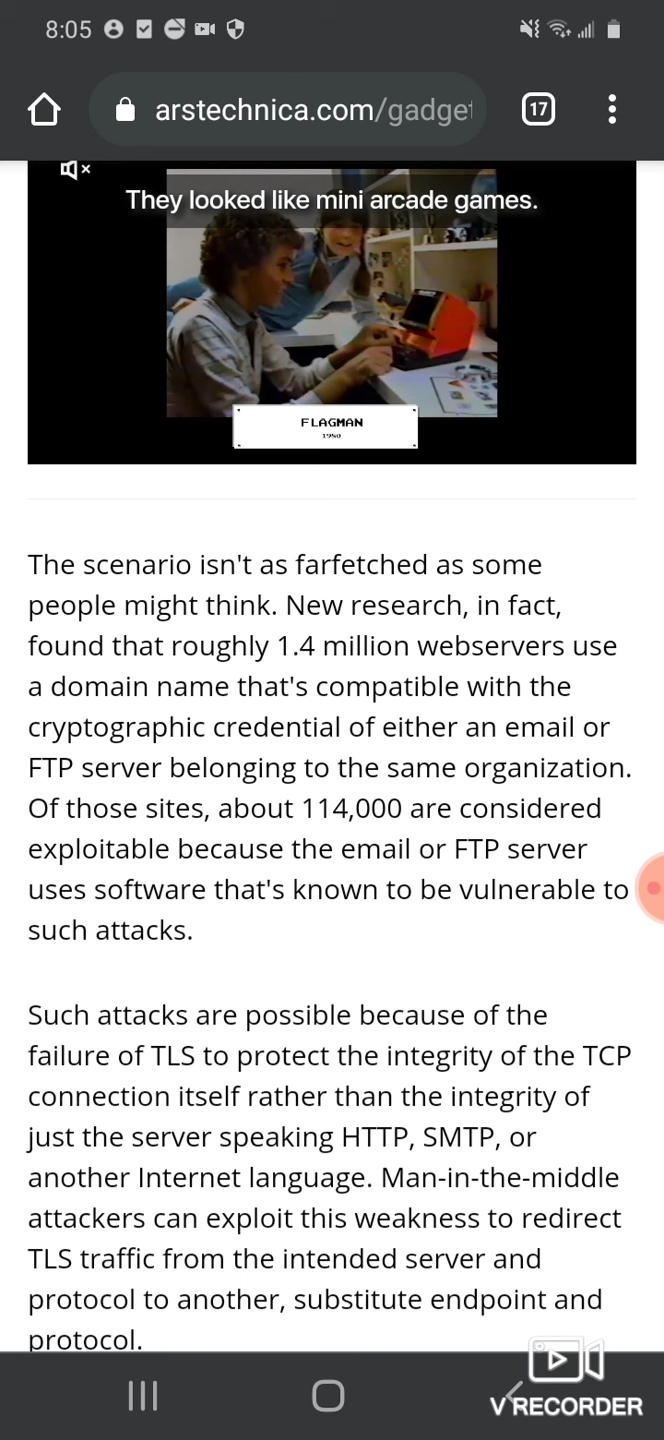 8:05
arstechnica.com/gadget
17
They looked like mini arcade games.
FLAGMAN
1980
The scenario isn't as farfetched as some
people might think. New research, in fact,
found that roughly 1.4 million webservers use
a domain name that's compatible with the
cryptographic credential of either an email or
FTP server belonging to the same organization.
Of those sites, about 114,000 are considered
exploitable because the email or FTP server
uses software that's known to be vulnerable to
such attacks.
Such attacks are possible because of the
failure of TLS to protect the integrity of the TCP
connection itself rather than the integrity of
just the server speaking HTTP, SMTP, or
another Internet language. Man-in-the-middle
attackers can exploit this weakness to redirect
TLS traffic from the intended server and
protocol to another, substitute endpoint and
protocol.
V RECORDER